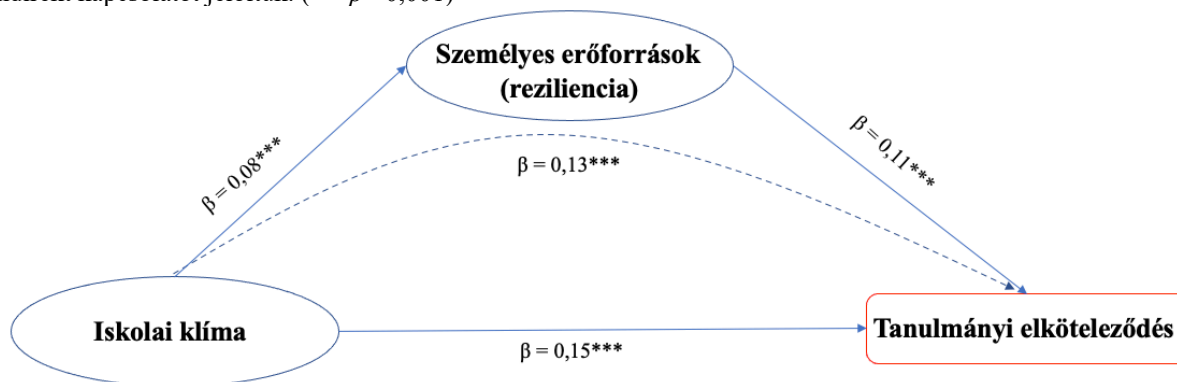 Személyes erőforrások
(reziliencia)
β = 0,08***
β = 0,13***
β = 0,11***
Iskolai klíma
Tanulmányi elköteleződés
β = 0,15***